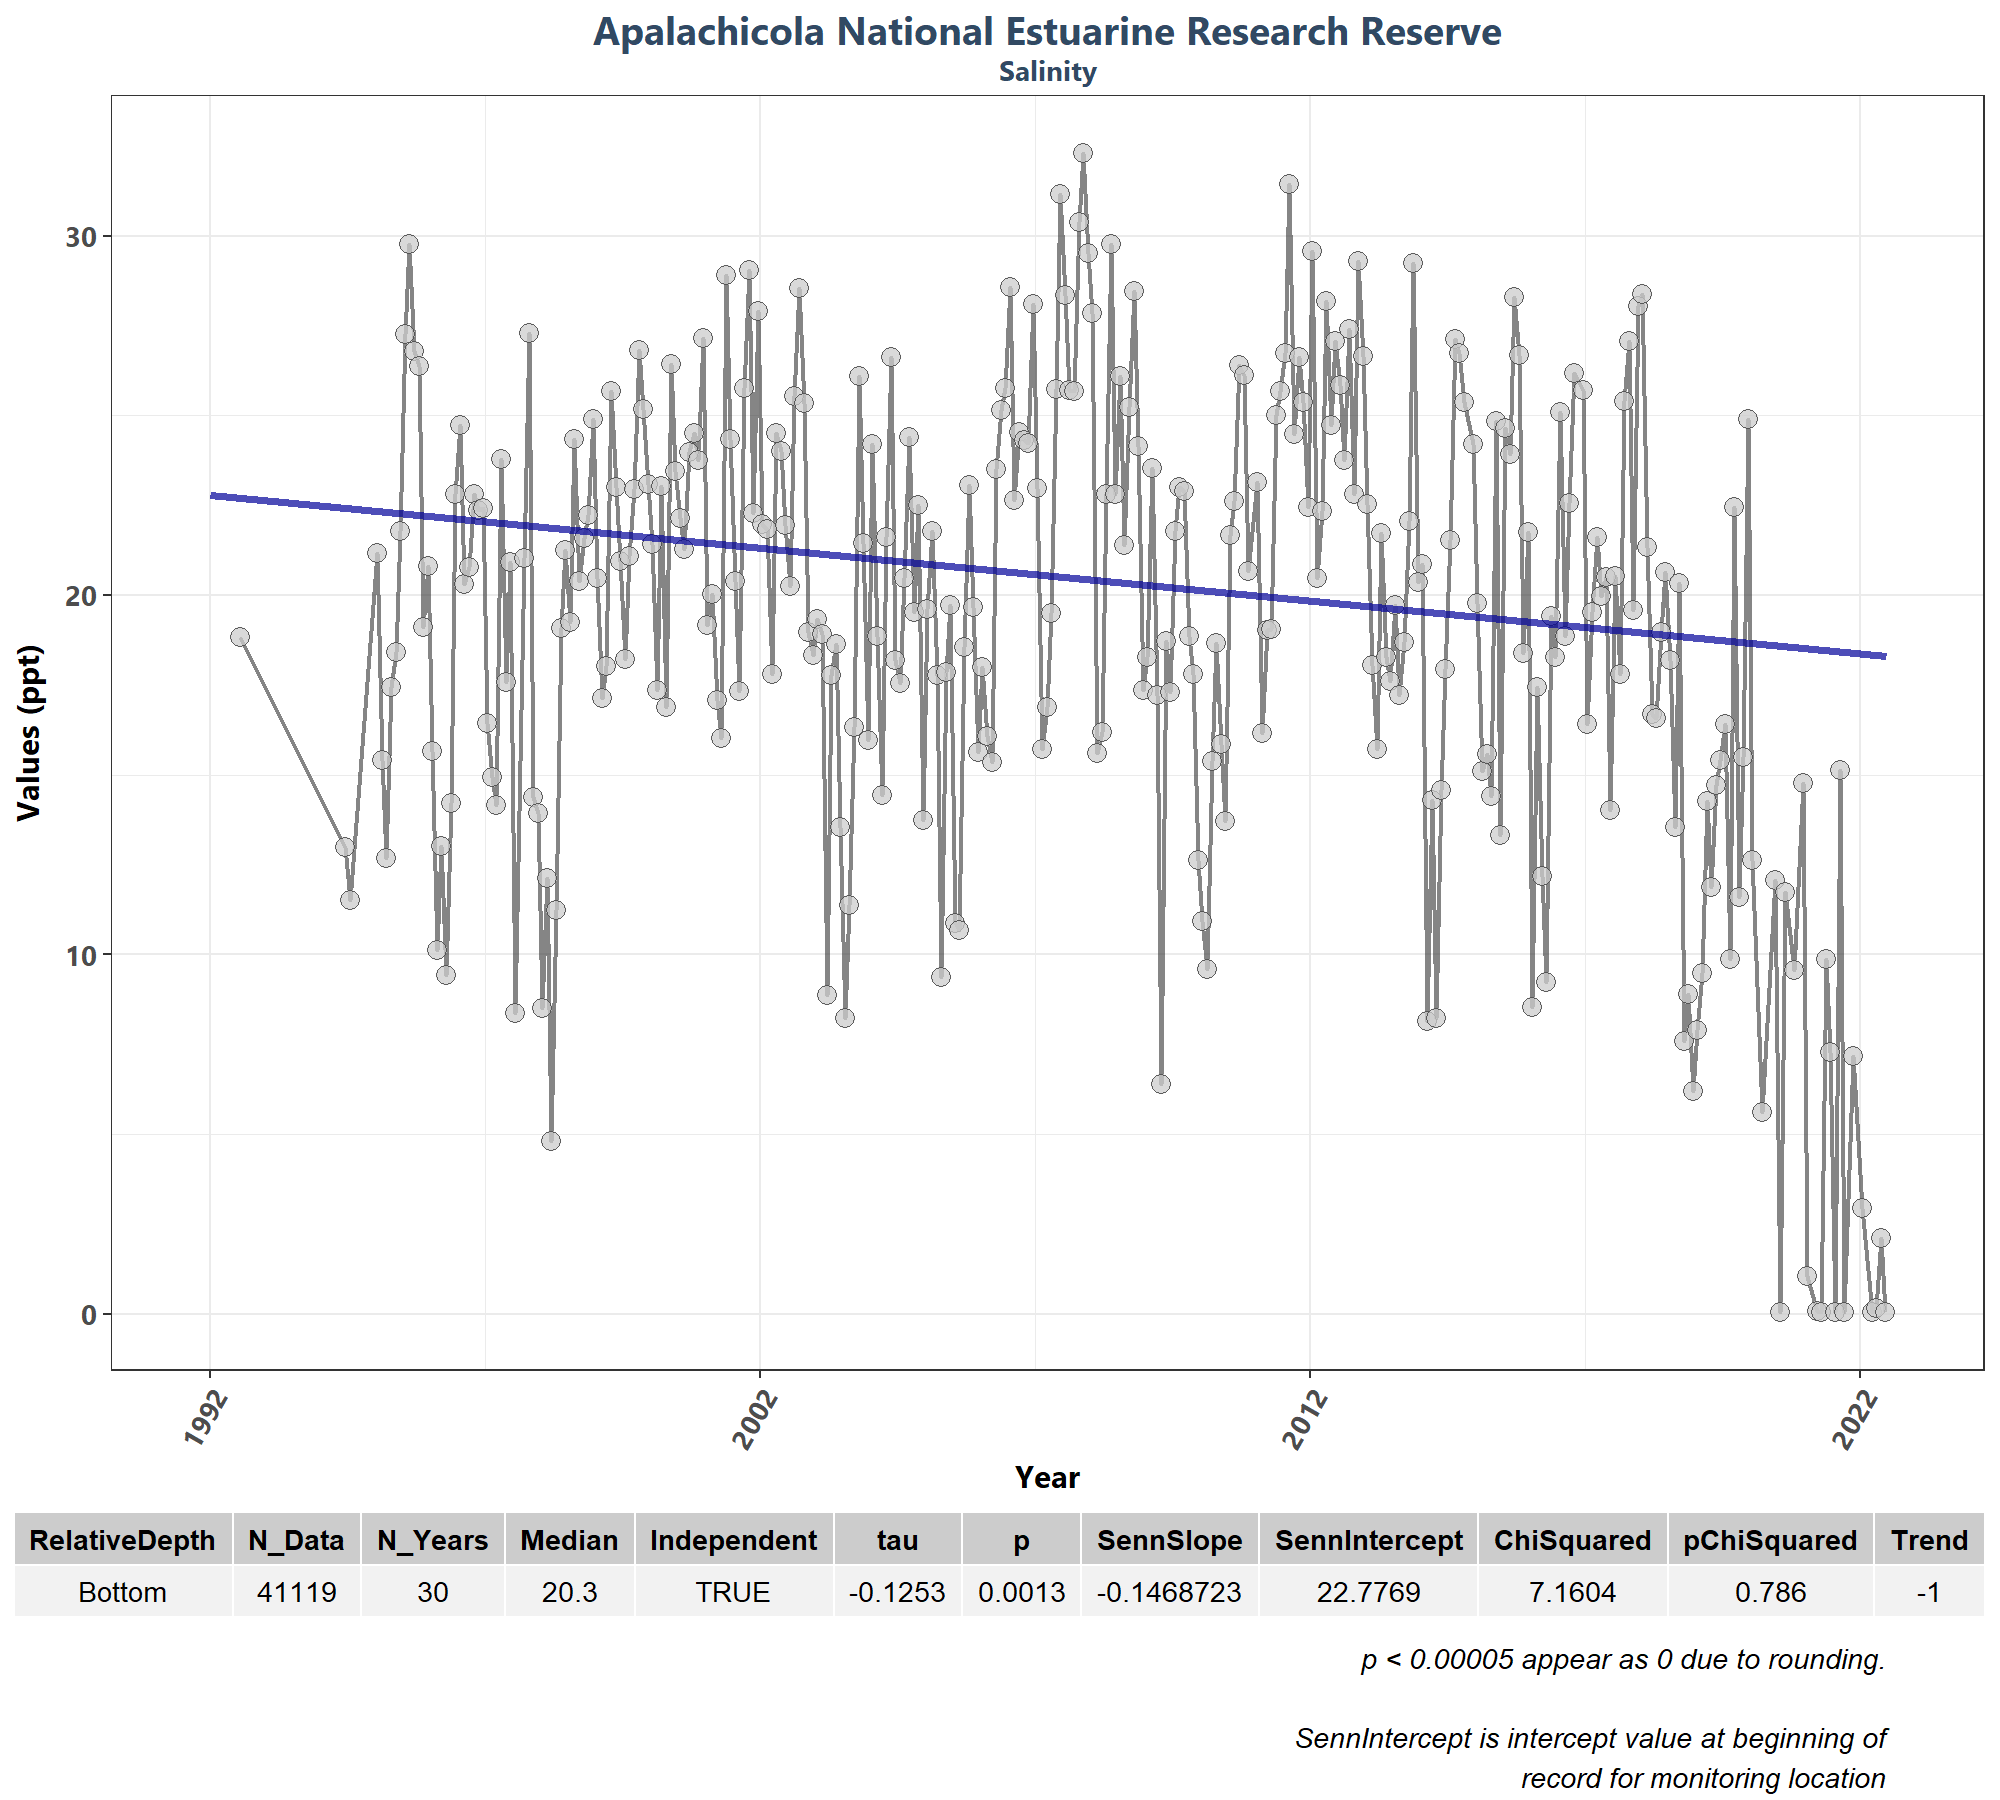 Apalachicola National Estuarine Research Reserve
Salinity
Values (ppt)
30
20
10
0
1992
2002
2012
2022
Year
RelativeDepth N_Data N_Years Median Independent tau p SennSlope SennIntercept ChiSquared pChiSquared Trend
Bottom 41119 30 20.3 TRUE -0.1253 0.0013 -0.1468723 22.7769 7.1604 0.786 -1
p < 0.00005 appear as 0 due to rounding.
SennIntercept is intercept value at beginning of
record for monitoring location